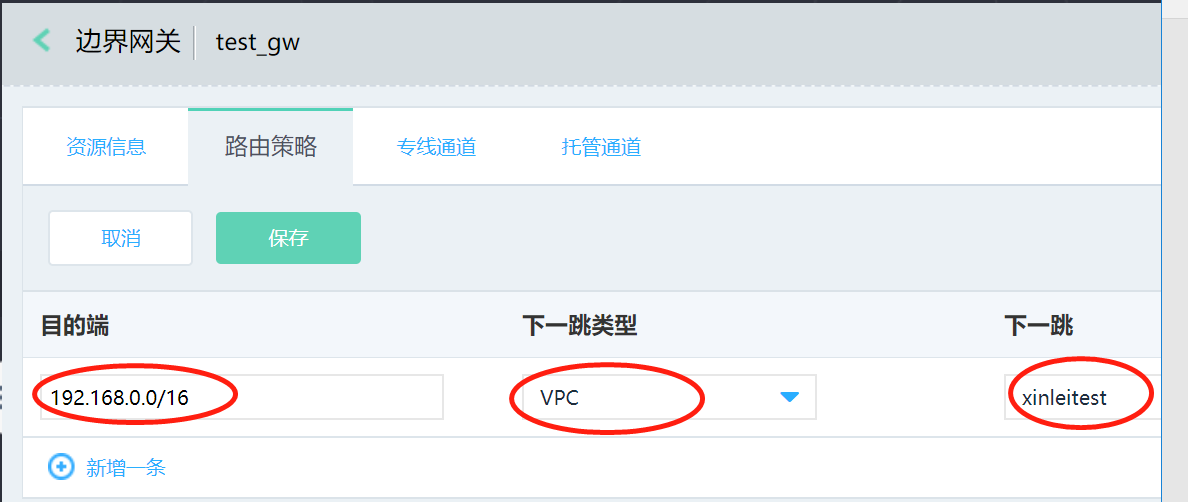 边界网关 test_gw
资源信息 路由策略 专线通道 托管通道
取消 保存
目的端 下一跳类型 下一跳
192.168.0.0/16 VPC xinleitest
新增一条